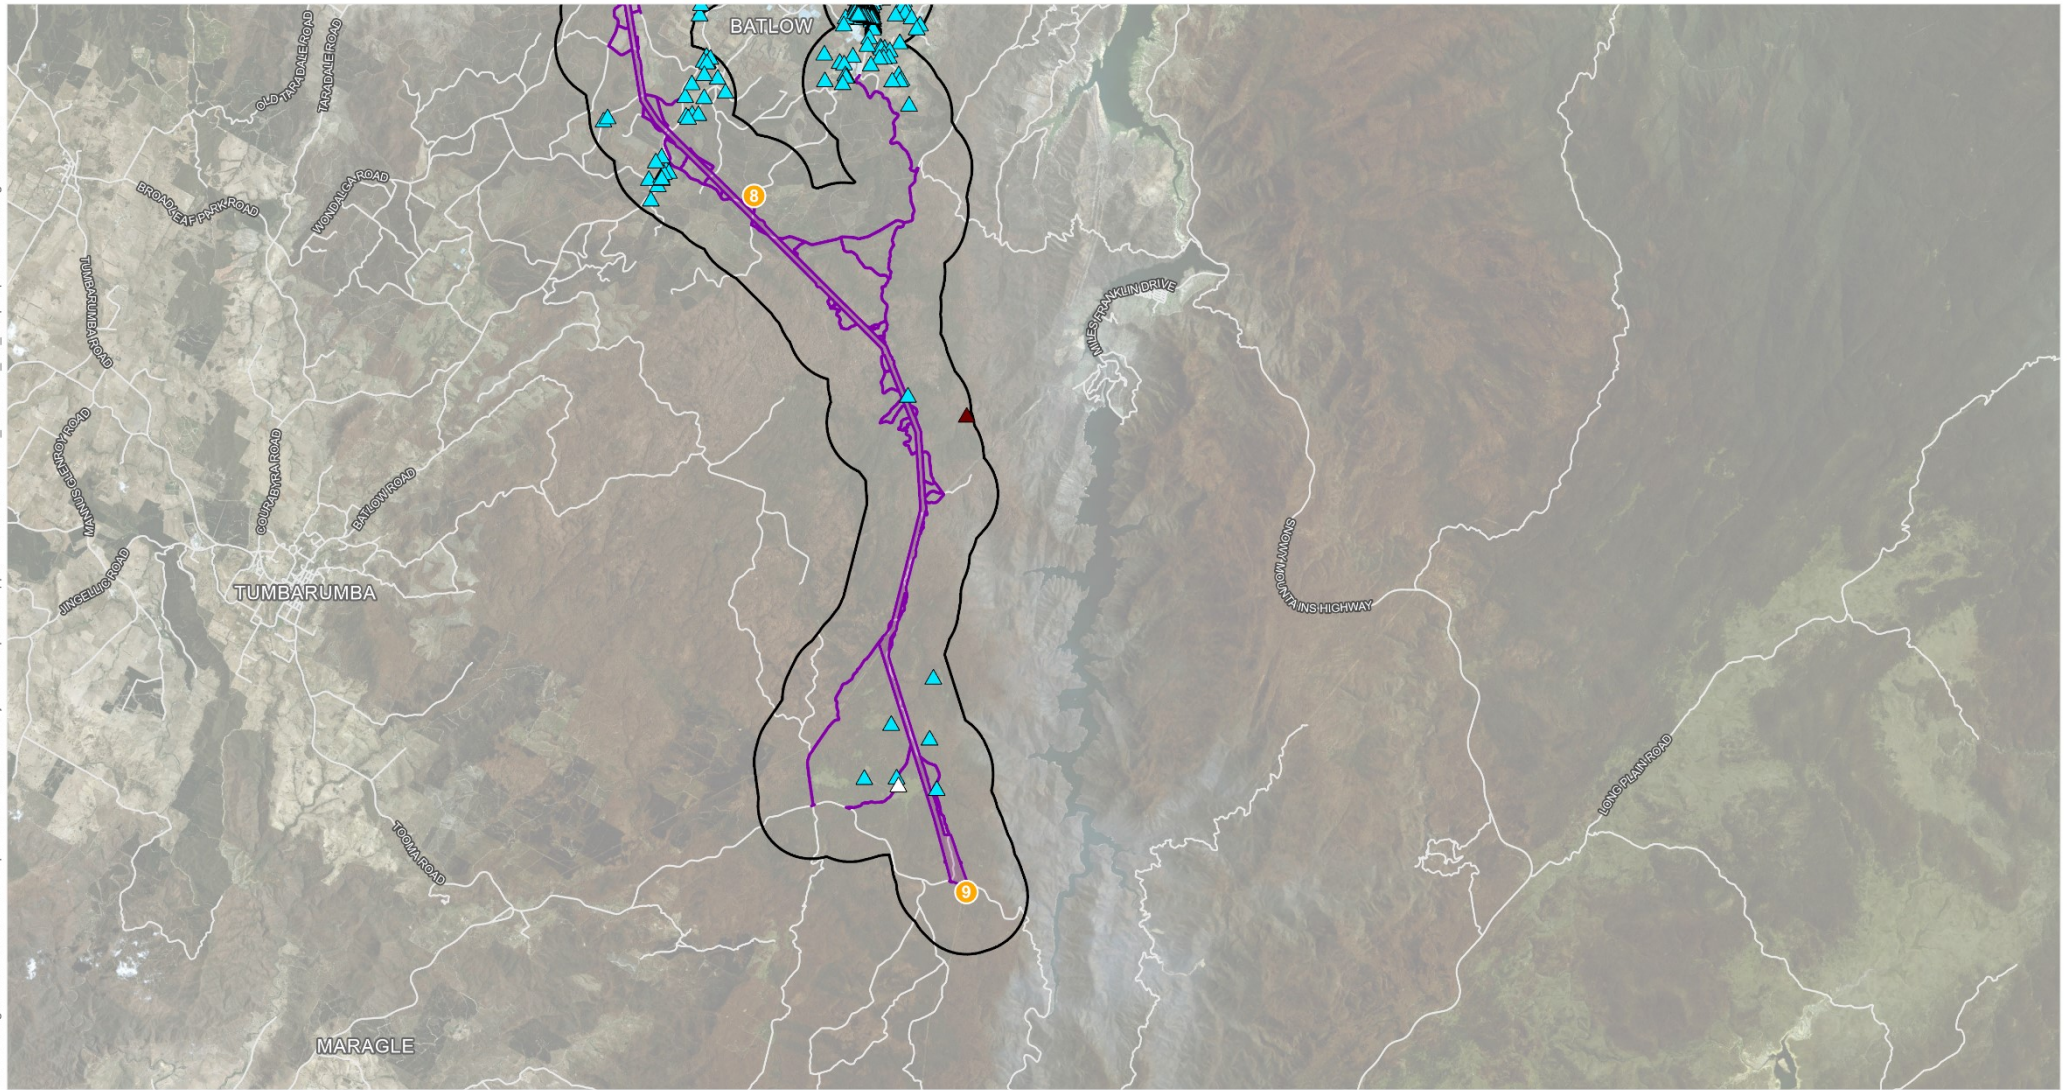 BATLOW
OLD TARADALE ROAD
TARADALE ROAD
BROADLEAF PARK ROAD
WONDALGA ROAD
8
TUMBARUMBA ROAD
MILES FRANKLIN DRIVE
MANNUS GLENROY ROAD
COURABYRA ROAD
BATLOW ROAD
SNOWY MOUNTAINS HIGHWAY
JINGELLIC ROAD
TUMBARUMBA
LONG PLAIN ROAD
TOOMA ROAD
9
MARAGLE